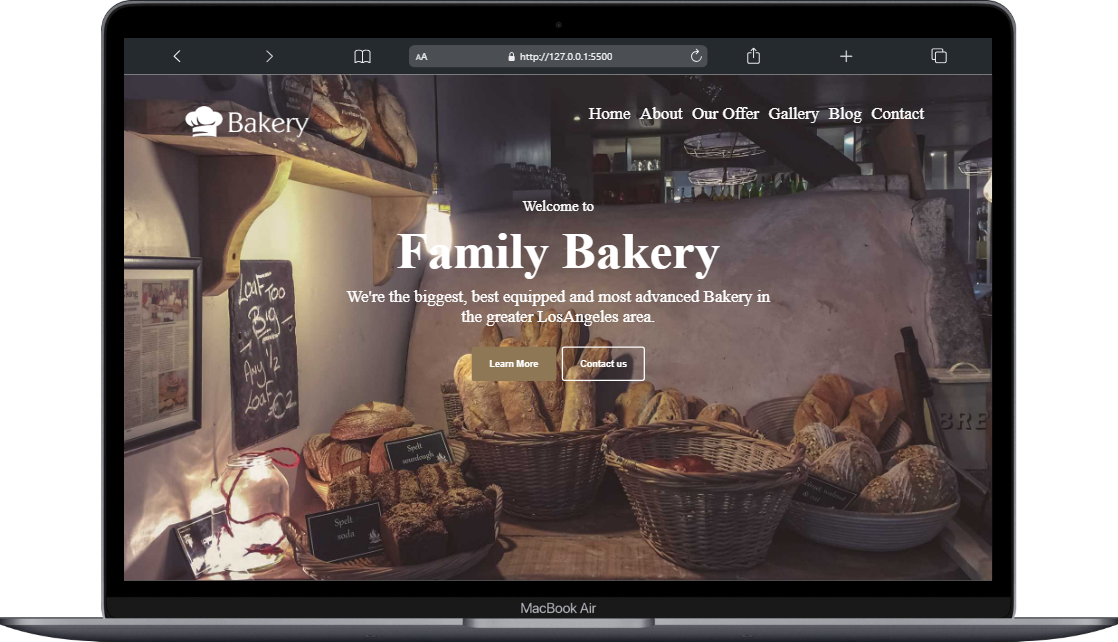 AA http://127.0.0.1:5500
Bakery
Home About Our Offer Gallery Blog Contact
Welcome to
Family Bakery
We're the biggest, best equipped and most advanced Bakery in
the greater LosAngeles area.
Learn More Contact us
LOAF TOO
BIG
ANY 1/2
LOAF
£2
BRE
Spelt
sourdough
Spelt
soda
MacBook Air